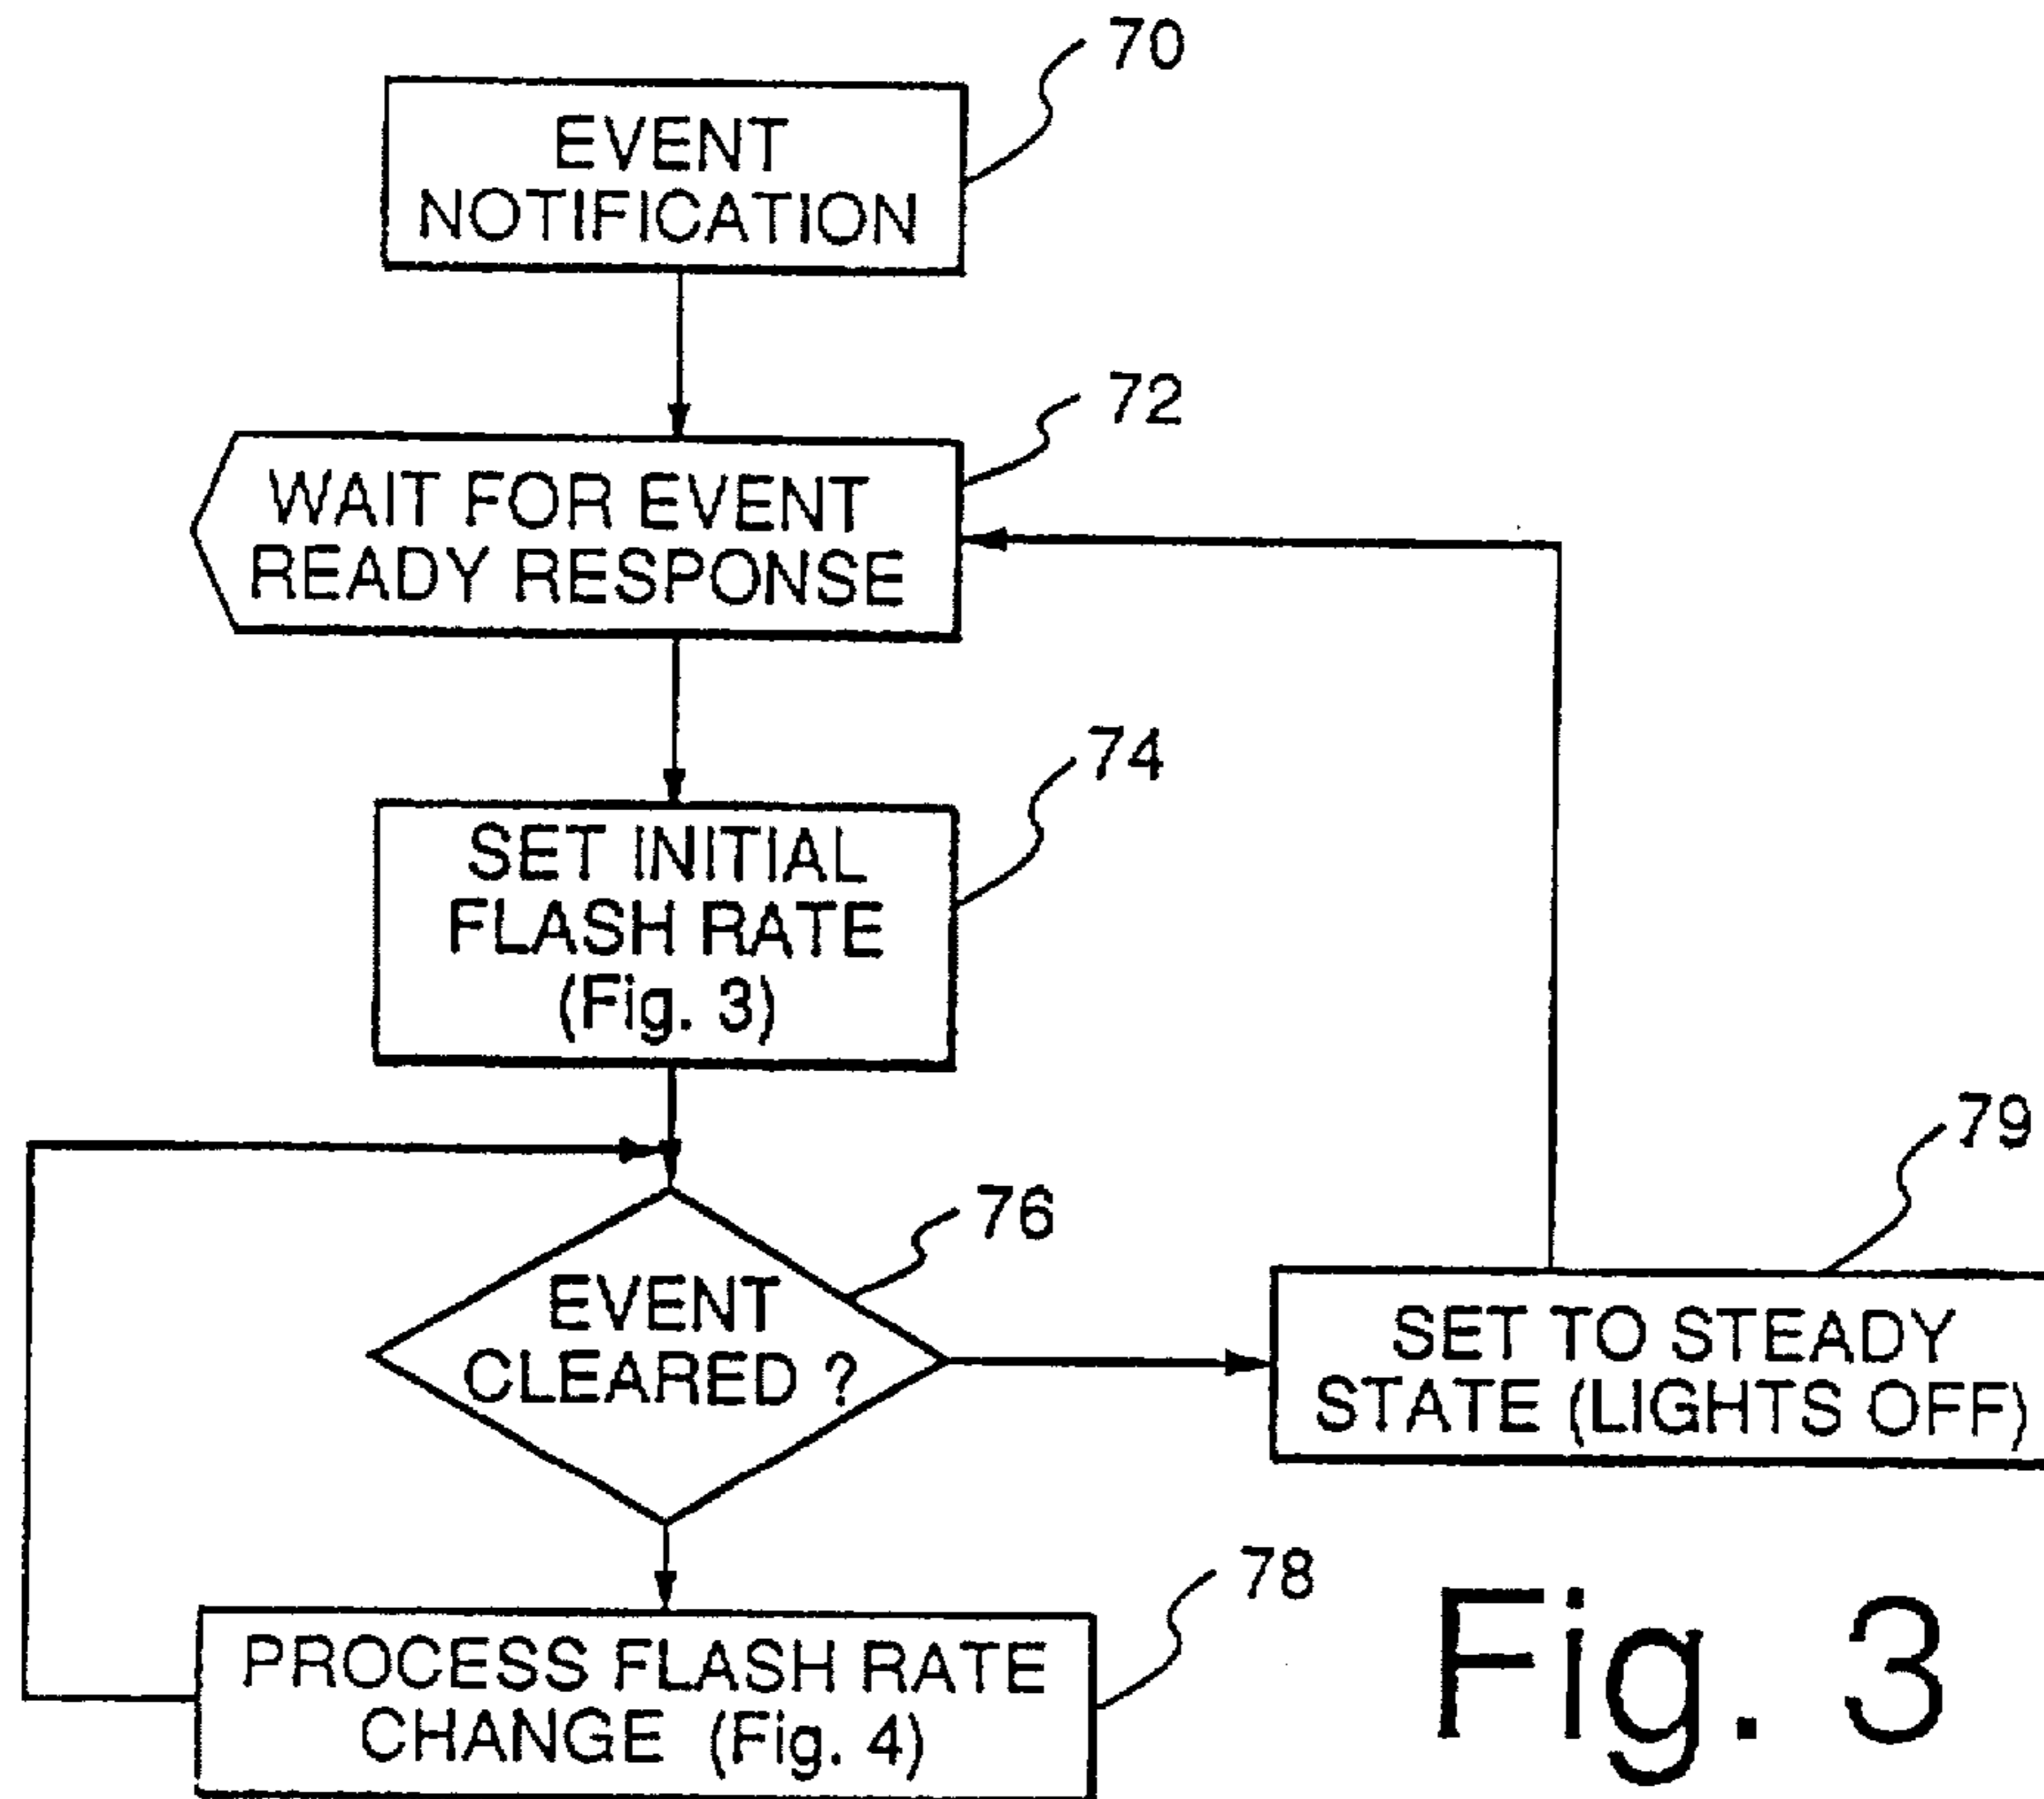 70
EVENT
NOTIFICATION
72
WAIT FOR EVENT
READY RESPONSE
74
SET INITIAL
FLASH RATE
(Fig. 3)
76
EVENT
CLEARED ?
79
SET TO STEADY
STATE (LIGHTS OFF)
78
PROCESS FLASH RATE
CHANGE (Fig. 4)
Fig. 3